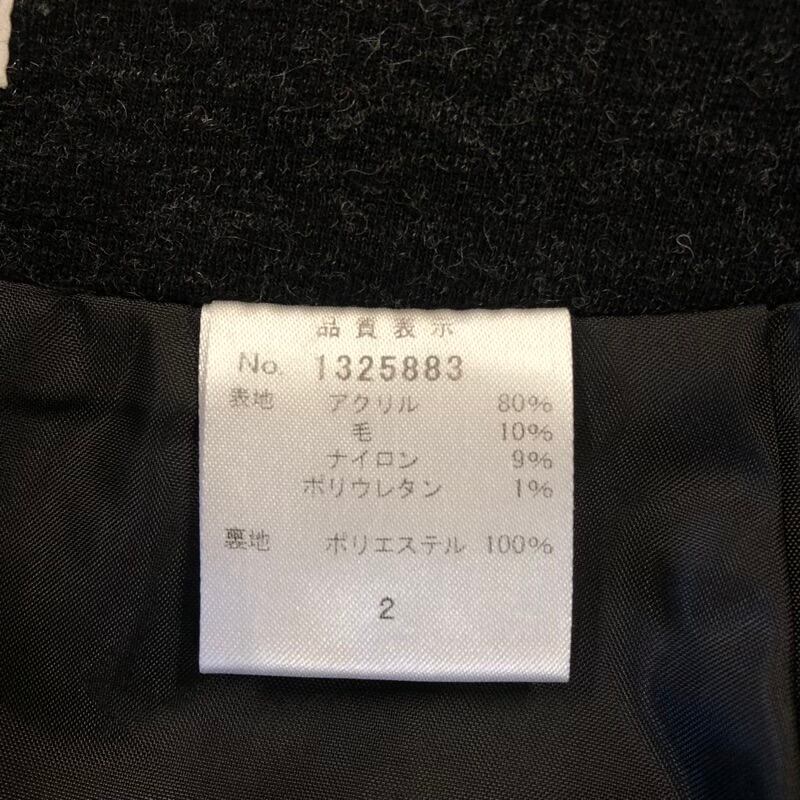 品質表示
No. 1325883
表地 アクリル 80%
毛 10%
ナイロン 9%
ポリウレタン 1%
裏地 ポリエステル 100%
2